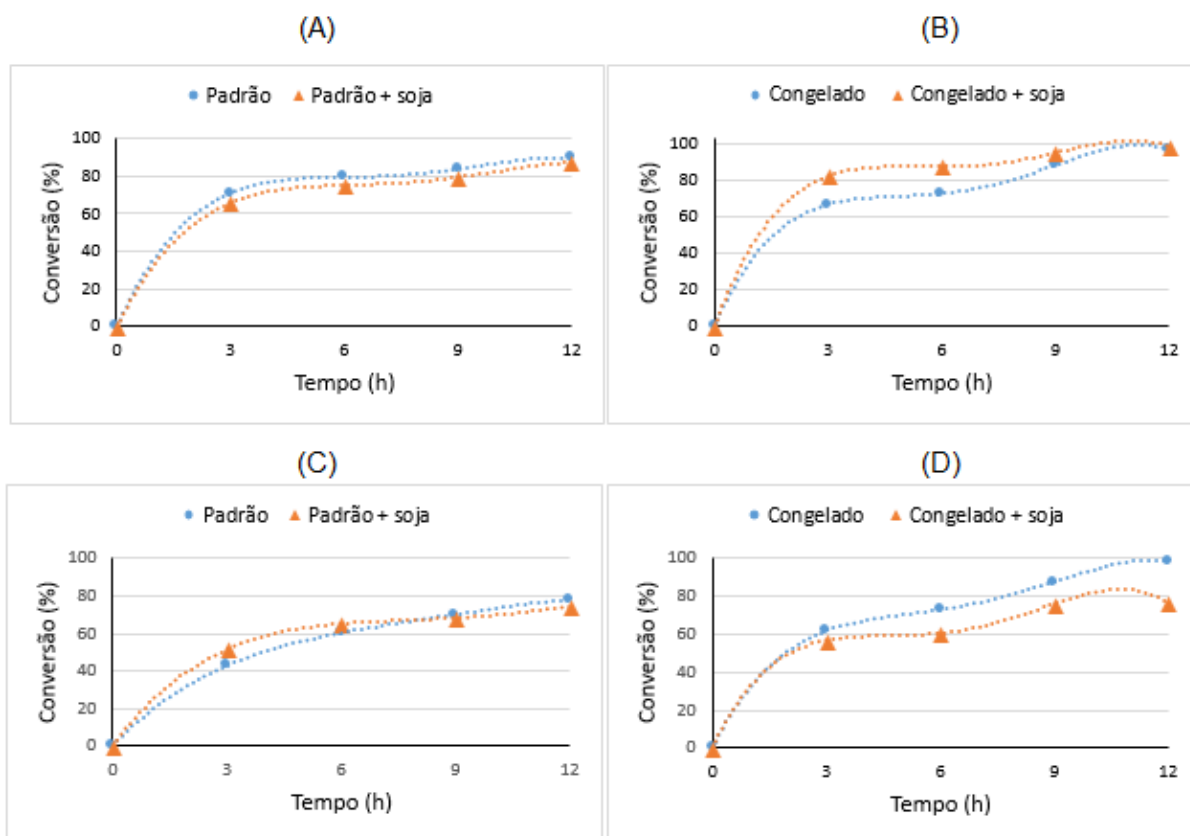 (A)
Padrão Padrão + soja
100
80
60
40
20
0
0 3 6 9 12
Conversão (%)
Tempo (h)
(B)
Congelado Congelado + soja
100
80
60
40
20
0
0 3 6 9 12
Conversão (%)
Tempo (h)
(C)
Padrão Padrão + soja
100
80
60
40
20
0
0 3 6 9 12
Conversão (%)
Tempo (h)
(D)
Congelado Congelado + soja
100
80
60
40
20
0
0 3 6 9 12
Conversão (%)
Tempo (h)